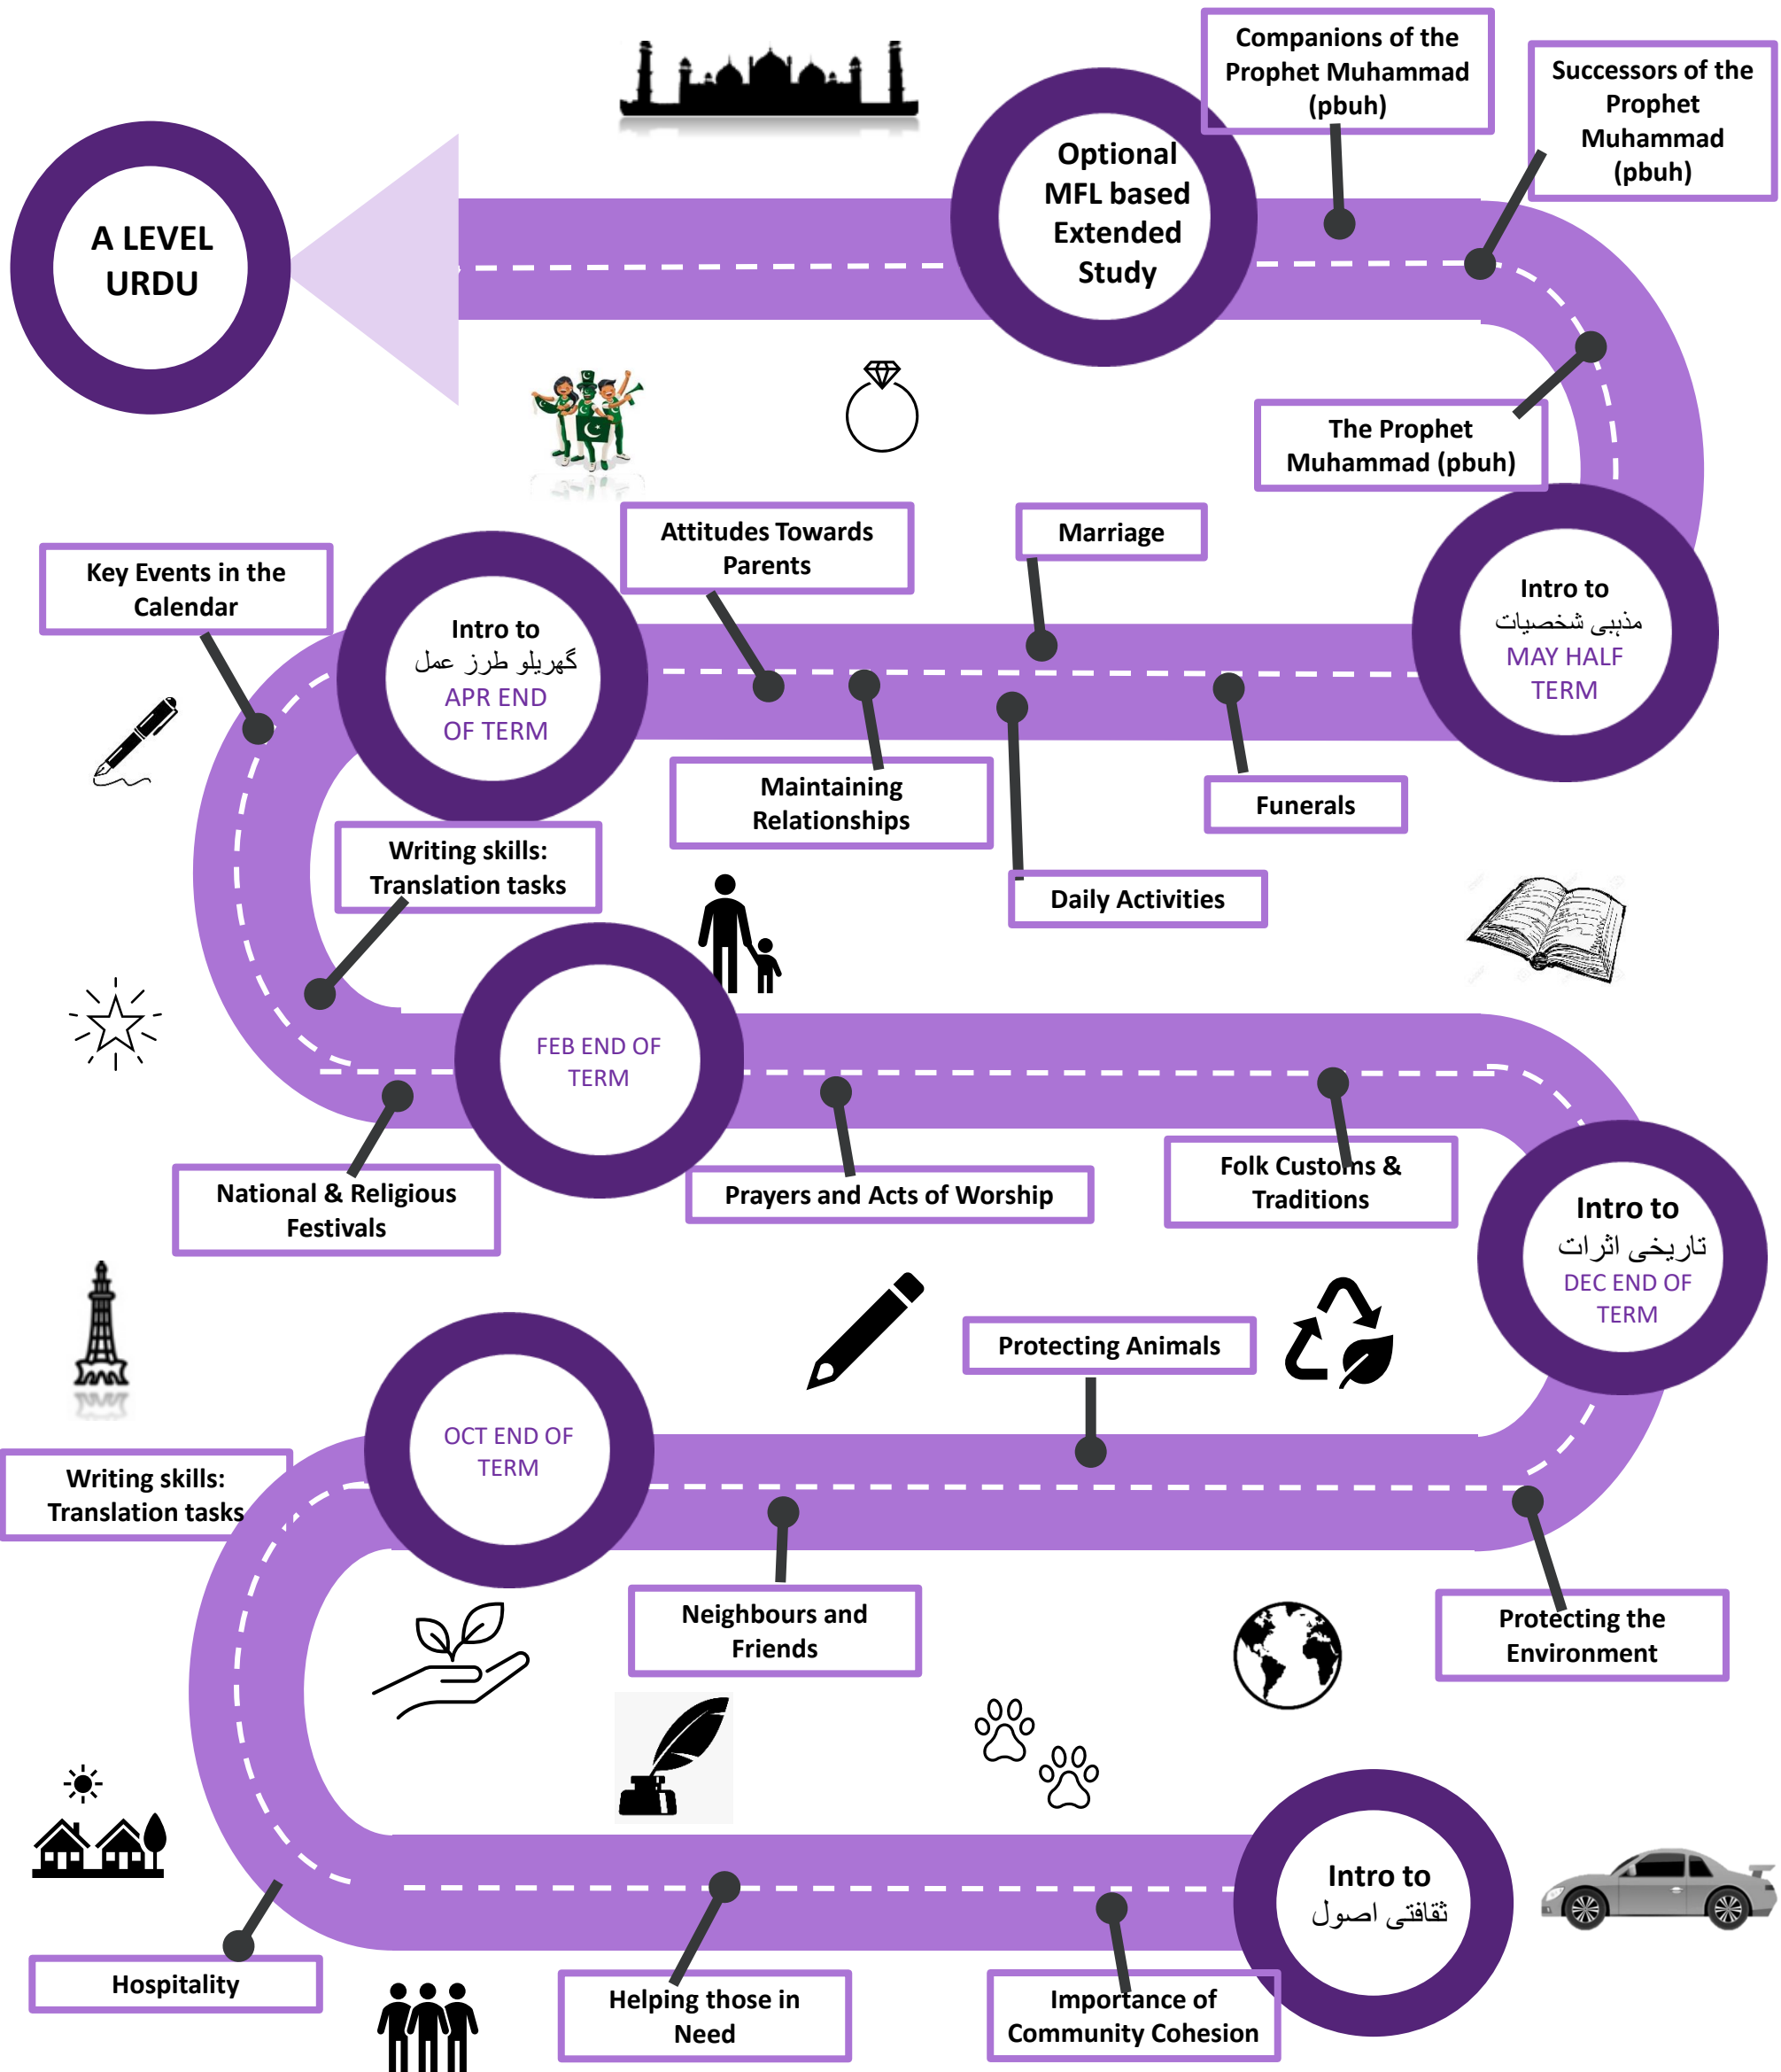 Companions of the
Prophet Muhammad
(pbuh)
Successors of the
Prophet
Muhammad
(pbuh)
Optional
MFL based
Extended
Study
A LEVEL
URDU
The Prophet
Muhammad (pbuh)
Attitudes Towards
Parents
Marriage
Key Events in the
Calendar
Intro to
گھریلو طرز عمل
APR END
OF TERM
Intro to
مذہبی شخصیات
MAY HALF
TERM
Maintaining
Relationships
Funerals
Writing skills:
Translation tasks
Daily Activities
FEB END OF
TERM
National & Religious
Festivals
Prayers and Acts of Worship
Folk Customs &
Traditions
Intro to
تاریخی اثرات
DEC END OF
TERM
Protecting Animals
OCT END OF
TERM
Writing skills:
Translation tasks
Neighbours and
Friends
Protecting the
Environment
Intro to
ثقافتی اصول
Hospitality
Helping those in
Need
Importance of
Community Cohesion